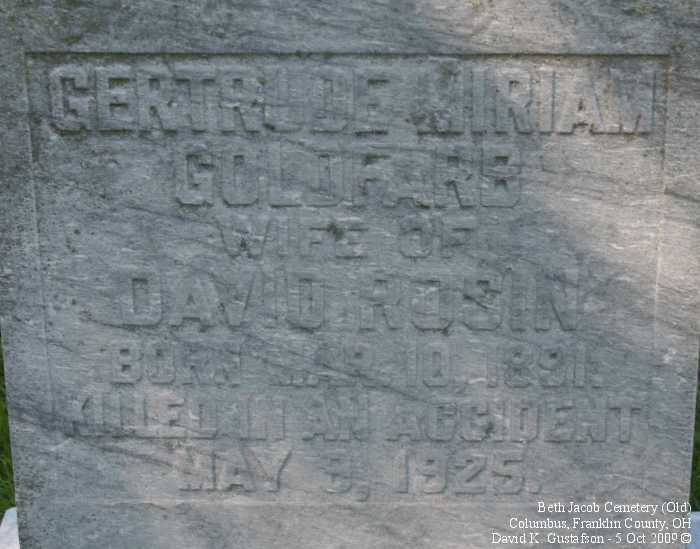 GERTRUDE MIRIAM
GOLDFARB
WIFE OF
DAVID ROSIN
BORN MAR. 10, 1891.
KILLED IN AN ACCIDENT
MAY 3, 1925.
Beth Jacob Cemetery (Old)
Columbus, Franklin County, OH
David K. Gustafson - 5 Oct 2009 ©